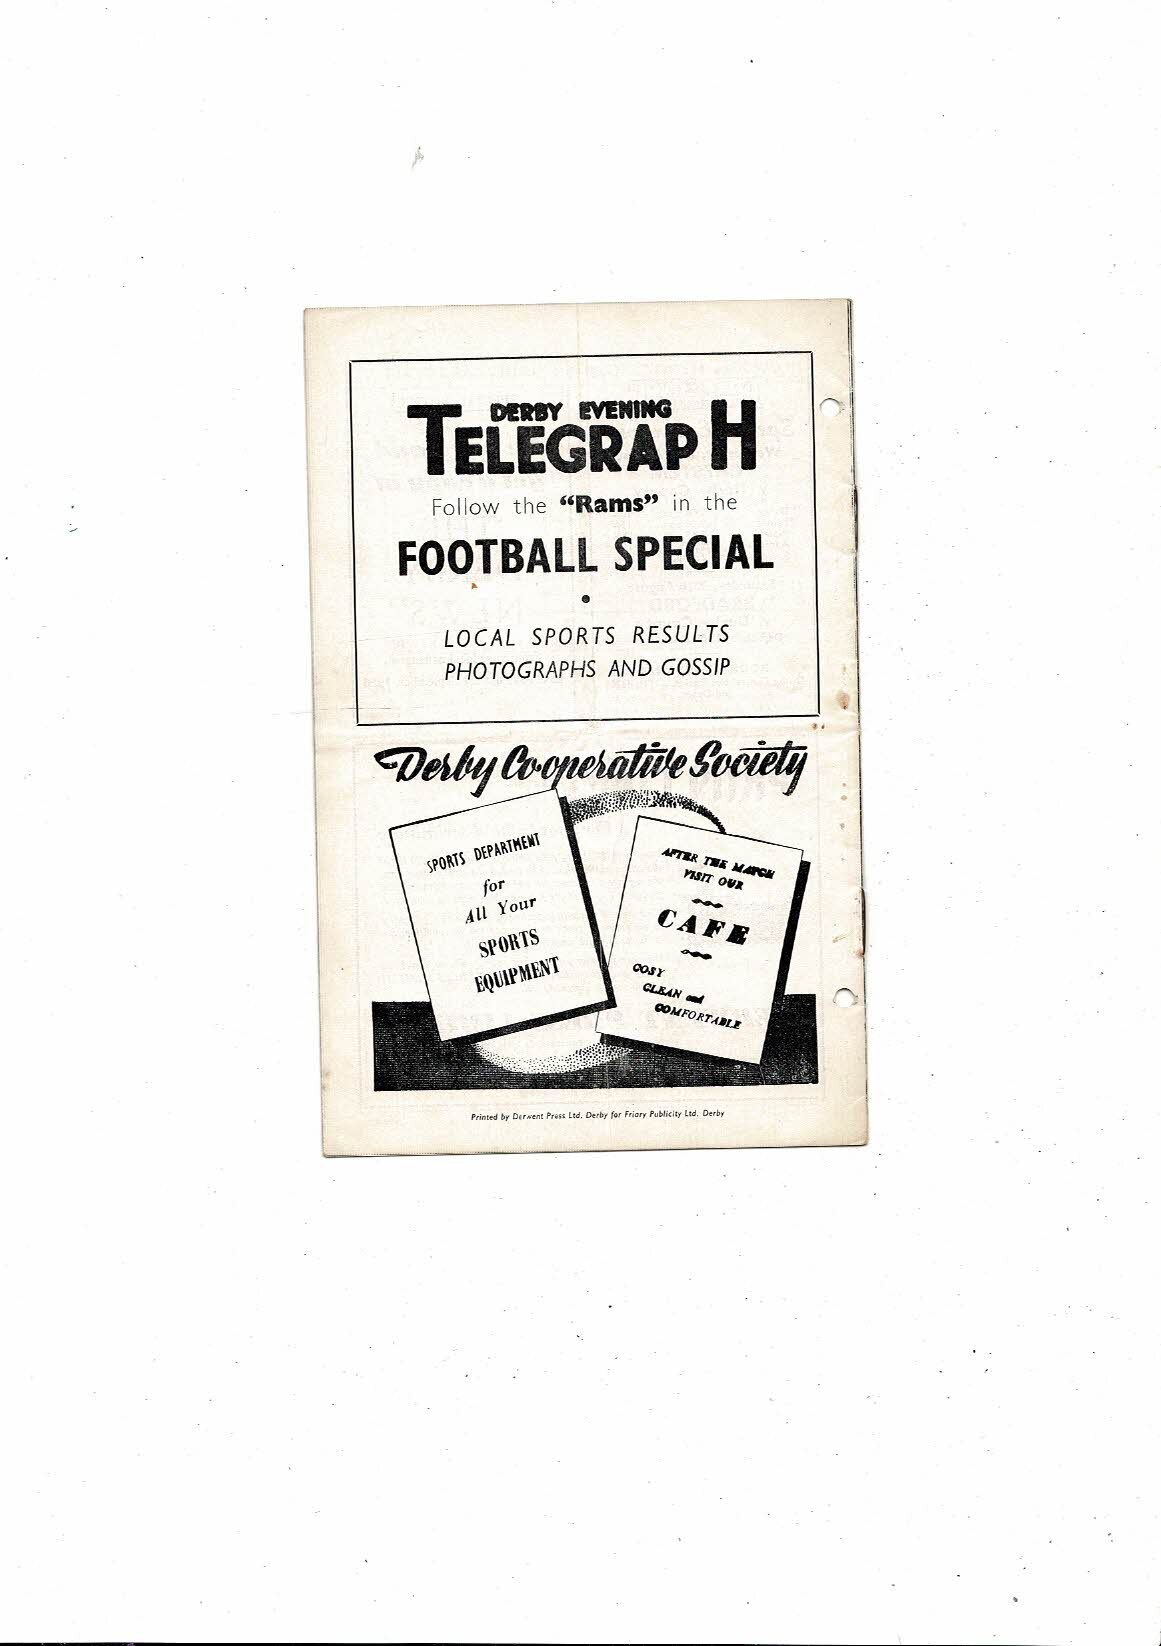 DERBY EVENING
TELEGRAPH
Follow the “Rams” in the
FOOTBALL SPECIAL
•
LOCAL SPORTS RESULTS
PHOTOGRAPHS AND GOSSIP
Derby Co-operative Society
SPORTS DEPARTMENT
for
All Your
SPORTS
EQUIPMENT
AFTER THE MATCH
VISIT OUR
CAFE
COSY
CLEAN and
COMFORTABLE
Printed by Derwent Press Ltd. Derby for Friary Publicity Ltd. Derby